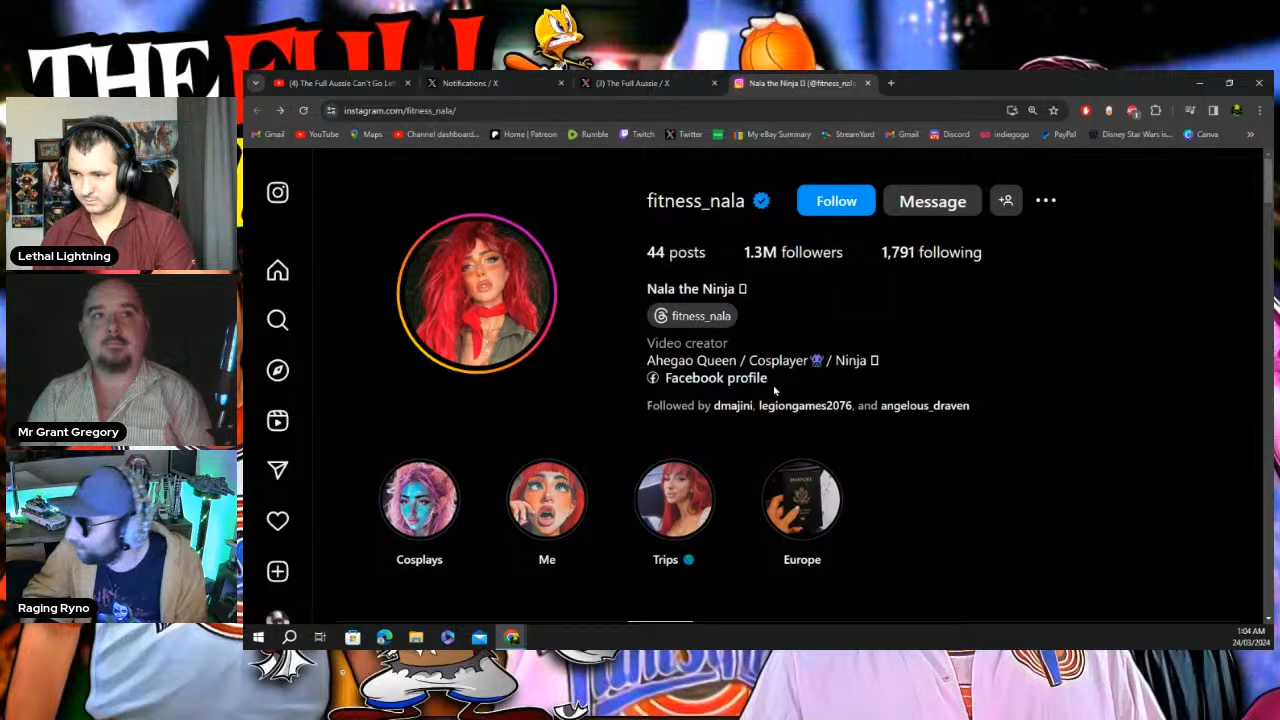 THE FULL
(4) The Full Aussie Can't Go Lef
Notifications / X
(3) The Full Aussie / X
Nala the Ninja (@fitness_nala
instagram.com/fitness_nala/
Gmail
YouTube
Maps
Channel dashboard...
Home | Patreon
Rumble
Twitch
Twitter
My eBay Summary
StreamYard
Gmail
Discord
indiegogo
PayPal
Disney Star Wars is...
Canva
Lethal Lightning
Mr Grant Gregory
Raging Ryno
fitness_nala
Follow
Message
44 posts
1.3M followers
1,791 following
Nala the Ninja
fitness_nala
Video creator
Ahegao Queen / Cosplayer👾/ Ninja
Facebook profile
Followed by dmajini, legiongames2076, and angelous_draven
PASSPORT
Cosplays
Me
Trips
Europe
1:04 AM
24/03/2024